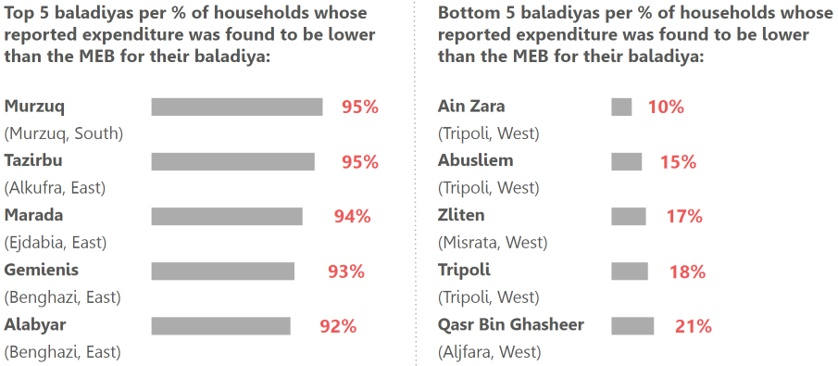 Top 5 baladiyas per % of households whose
reported expenditure was found to be lower
than the MEB for their baladiya:
Murzuq
95%
(Murzuq, South)
Tazirbu
95%
(Alkufra, East)
Marada
94%
(Ejdabia, East)
Gemienis
93%
(Benghazi, East)
Alabyar
92%
(Benghazi, East)
Bottom 5 baladiyas per % of households whose
reported expenditure was found to be lower
than the MEB for their baladiya:
Ain Zara
10%
(Tripoli, West)
Abusliem
15%
(Tripoli, West)
Zliten
17%
(Misrata, West)
Tripoli
18%
(Tripoli, West)
Qasr Bin Ghasheer
21%
(Aljfara, West)